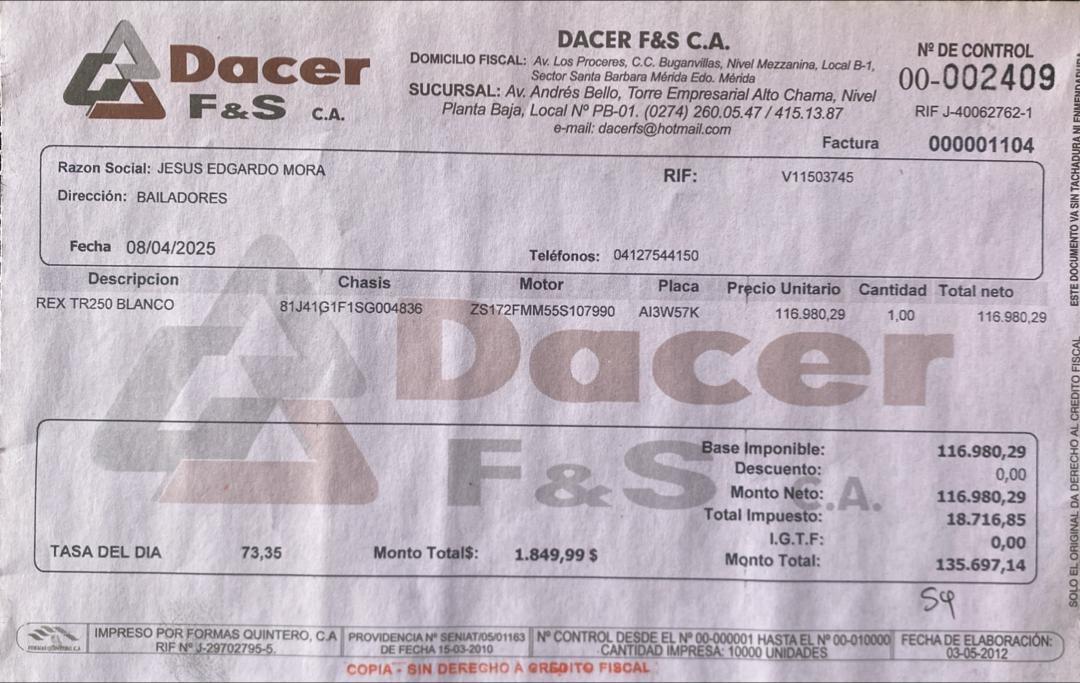 Dacer
F&S C.A.
DACER F&S C.A.
DOMICILIO FISCAL: Av. Los Proceres, C.C. Buganvillas, Nivel Mezzanina, Local B-1,
Sector Santa Barbara Mérida Edo. Mérida
SUCURSAL: Av. Andrés Bello, Torre Empresarial Alto Chama, Nivel
Planta Baja, Local Nº PB-01. (0274) 260.05.47 / 415.13.87
e-mail: dacerfs@hotmail.com
Nº DE CONTROL
00-002409
RIF J-40062762-1
Factura 000001104
Razon Social: JESUS EDGARDO MORA RIF: V11503745
Dirección: BAILADORES
Fecha 08/04/2025 Teléfonos: 04127544150
Descripcion Chasis Motor Placa Precio Unitario Cantidad Total neto
REX TR250 BLANCO 81J41G1F1SG004836 ZS172FMM55S107990 AI3W57K 116.980,29 1,00 116.980,29
Dacer
F&S C.A.
Base Imponible: 116.980,29
Descuento: 0,00
Monto Neto: 116.980,29
Total Impuesto: 18.716,85
I.G.T.F: 0,00
TASA DEL DIA 73,35 Monto Total$: 1.849,99 $ Monto Total: 135.697,14
FORMAS QUINTERO, C.A
IMPRESO POR FORMAS QUINTERO, C.A
RIF Nº J-29702795-5.
PROVIDENCIA Nº SENIAT/05/01163
DE FECHA 15-03-2010
Nº CONTROL DESDE EL Nº 00-000001 HASTA EL Nº 00-010000
CANTIDAD IMPRESA: 10000 UNIDADES
FECHA DE ELABORACIÓN:
03-05-2012
COPIA - SIN DERECHO A CREDITO FISCAL
ESTE DOCUMENTO VA SIN TACHADURA NI ENMENDADURA
SOLO EL ORIGINAL DA DERECHO AL CREDITO FISCAL